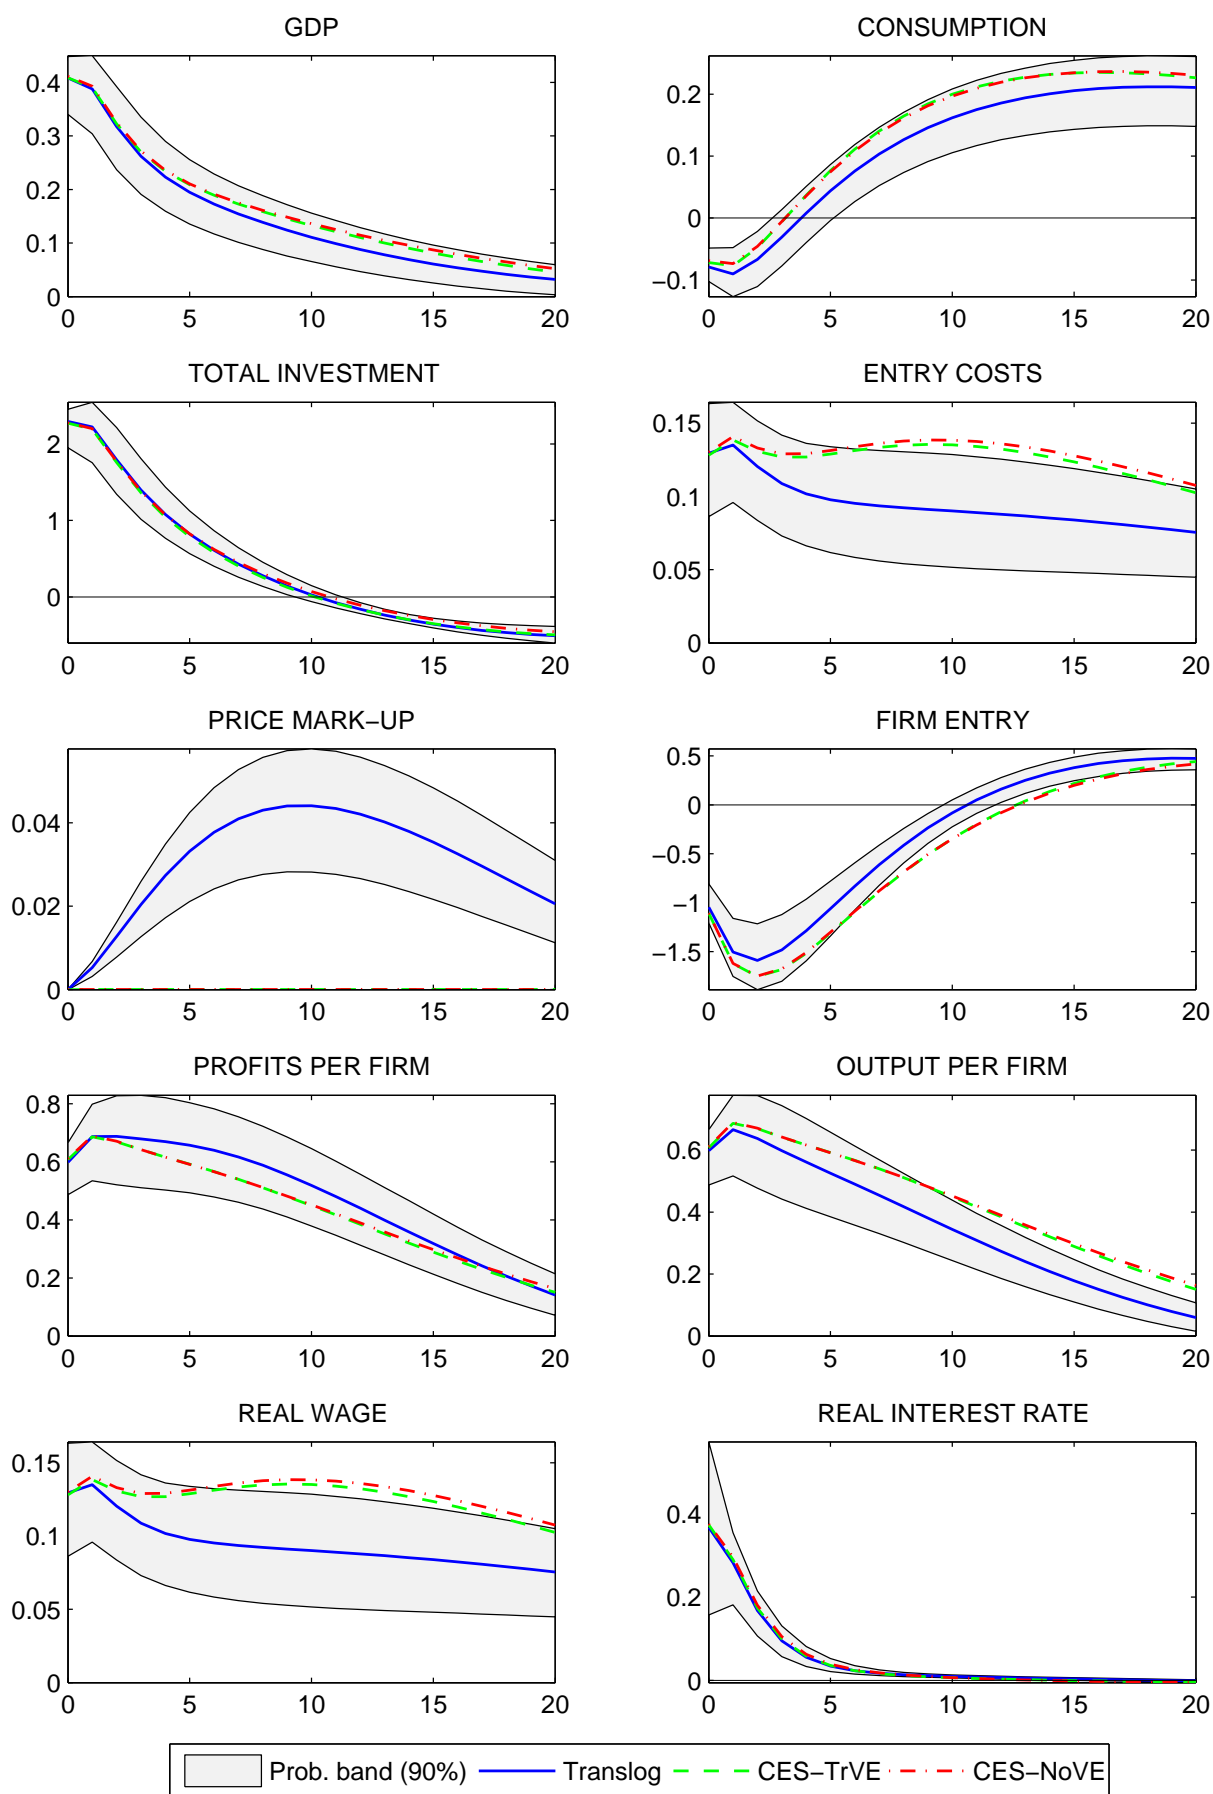 GDP
0.4
0.3
0.2
0.1
0
0 5 10 15 20
CONSUMPTION
0.2
0.1
0
−0.1
0 5 10 15 20
TOTAL INVESTMENT
2
1
0
0 5 10 15 20
ENTRY COSTS
0.15
0.1
0.05
0
0 5 10 15 20
PRICE MARK−UP
0.04
0.02
0
0 5 10 15 20
FIRM ENTRY
0.5
0
−0.5
−1
−1.5
0 5 10 15 20
PROFITS PER FIRM
0.8
0.6
0.4
0.2
0
0 5 10 15 20
OUTPUT PER FIRM
0.6
0.4
0.2
0
0 5 10 15 20
REAL WAGE
0.15
0.1
0.05
0
0 5 10 15 20
REAL INTEREST RATE
0.4
0.2
0
0 5 10 15 20
Prob. band (90%) Translog CES−TrVE CES−NoVE